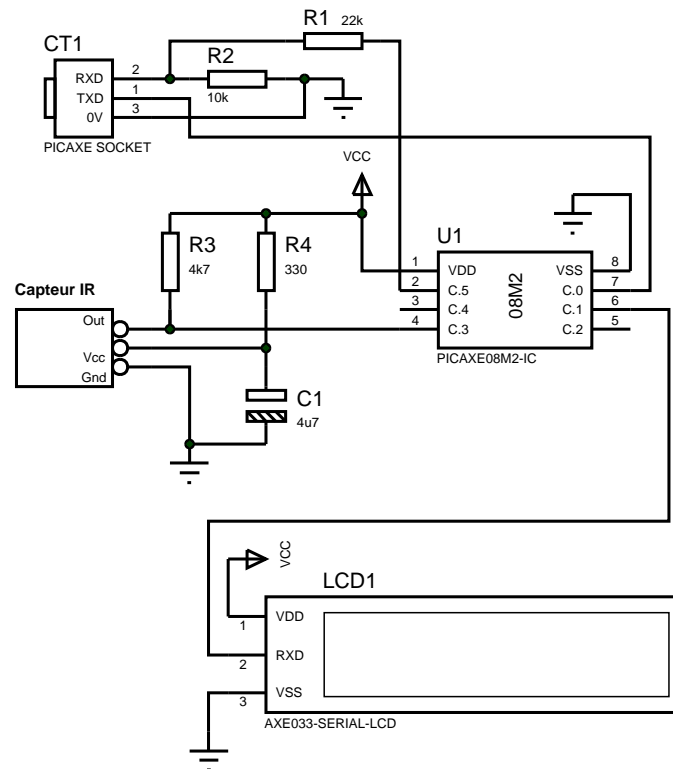 R1 22k
CT1
R2
10k
RXD 2
TXD 1
0V 3
PICAXE SOCKET
VCC
R3
4k7
R4
330
U1
1 VDD
2 C.5
3 C.4
4 C.3
08M2
VSS 8
C.0 7
C.1 6
C.2 5
PICAXE08M2-IC
Capteur IR
Out
Vcc
Gnd
C1
4u7
VCC
LCD1
1 VDD
2 RXD
3 VSS
AXE033-SERIAL-LCD